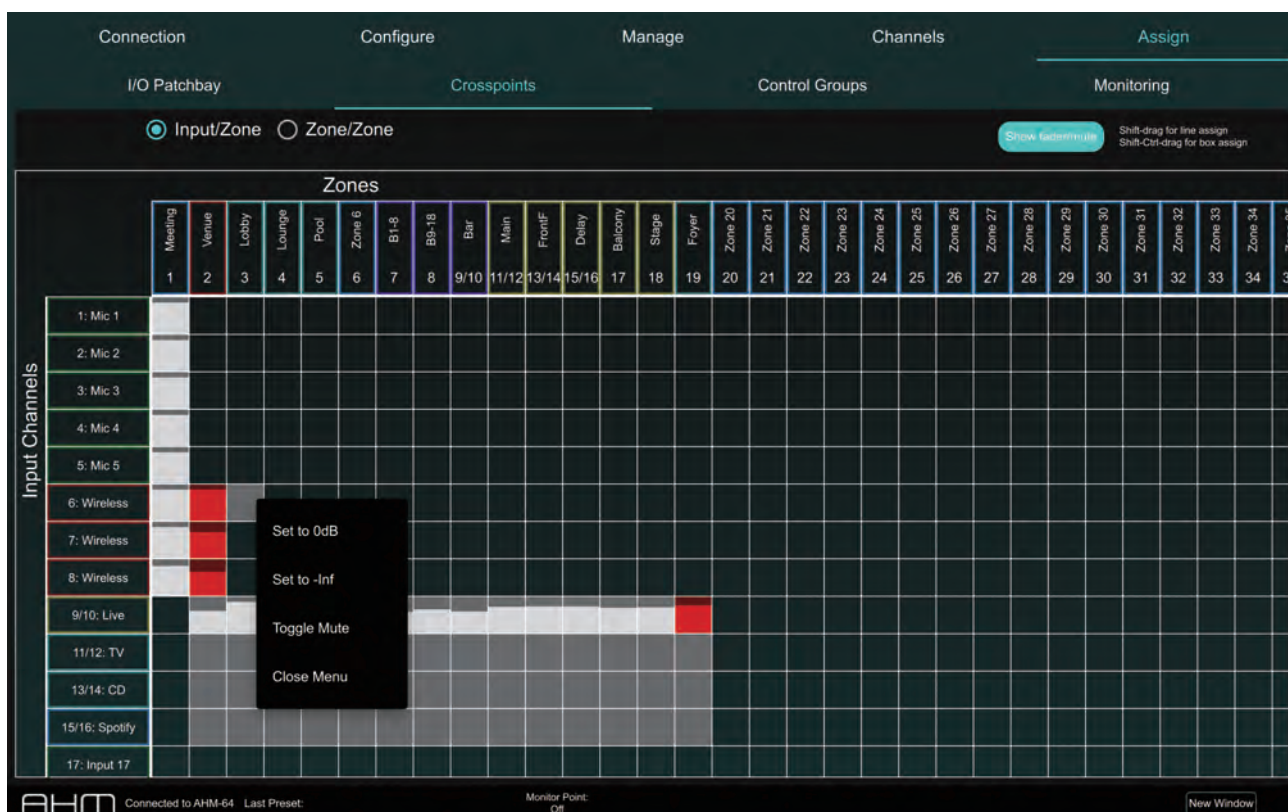 Connection Configure Manage Channels Assign
I/O Patchbay Crosspoints Control Groups Monitoring
Input/Zone Zone/Zone
Show fader/mute
Shift-drag for line assign
Shift-Ctrl-drag for box assign
Zones
Meeting Venue Lobby Lounge Pool Zone 6 B1-8 B9-18 Bar Main FrontF Delay Balcony Stage Foyer Zone 20 Zone 21 Zone 22 Zone 23 Zone 24 Zone 25 Zone 26 Zone 27 Zone 28 Zone 29 Zone 30 Zone 31 Zone 32 Zone 33 Zone 34
1 2 3 4 5 6 7 8 9/10 11/12 13/14 15/16 17 18 19 20 21 22 23 24 25 26 27 28 29 30 31 32 33 34 3
Input Channels
1: Mic 1
2: Mic 2
3: Mic 3
4: Mic 4
5: Mic 5
6: Wireless
7: Wireless
8: Wireless
9/10: Live
11/12: TV
13/14: CD
15/16: Spotify
17: Input 17
Set to 0dB
Set to -Inf
Toggle Mute
Close Menu
AHM Connected to AHM-64 Last Preset:
Monitor Point:
Off
New Window